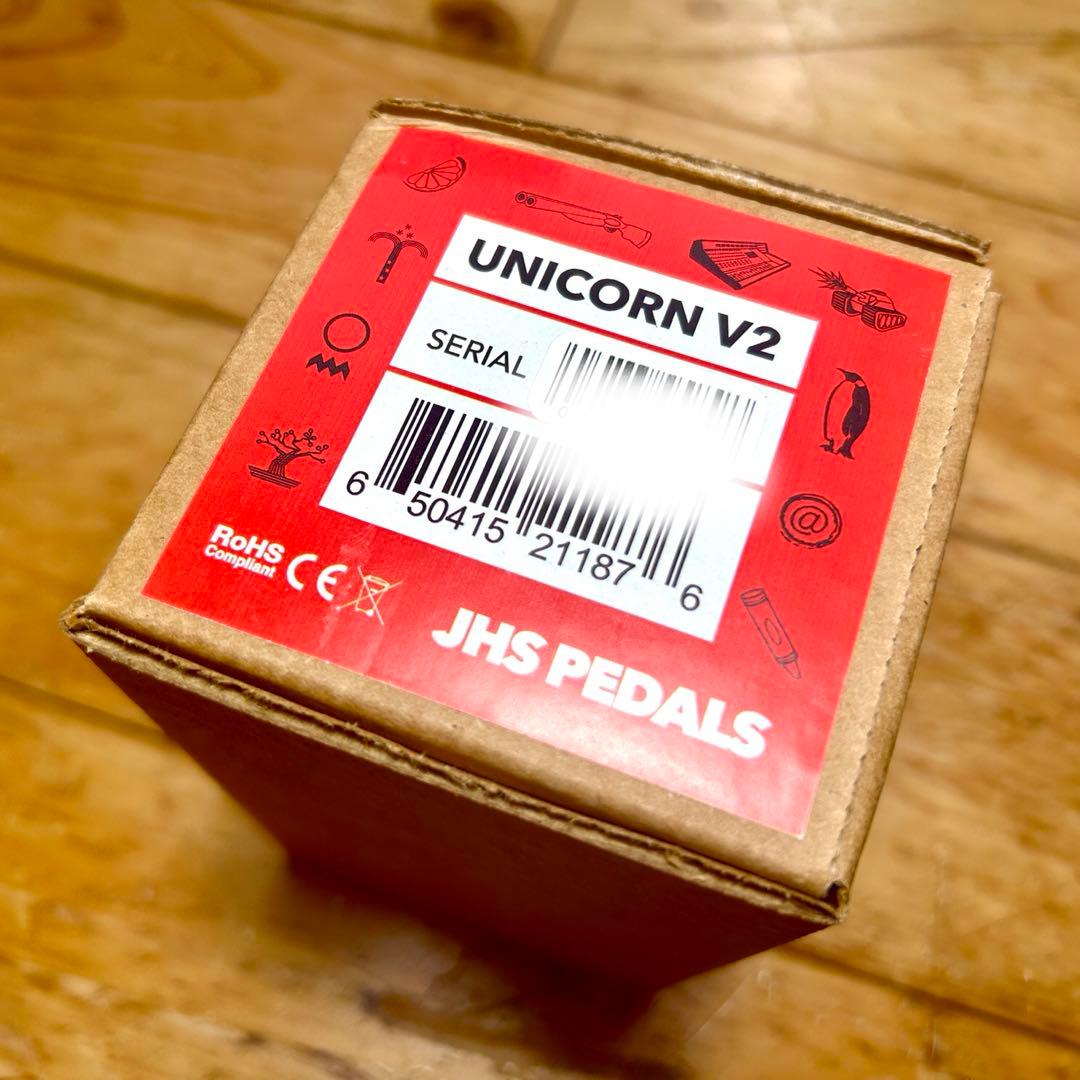 UNICORN V2
SERIAL
6 50415 21187 6
RoHS
Compliant CE
JHS PEDALS
@